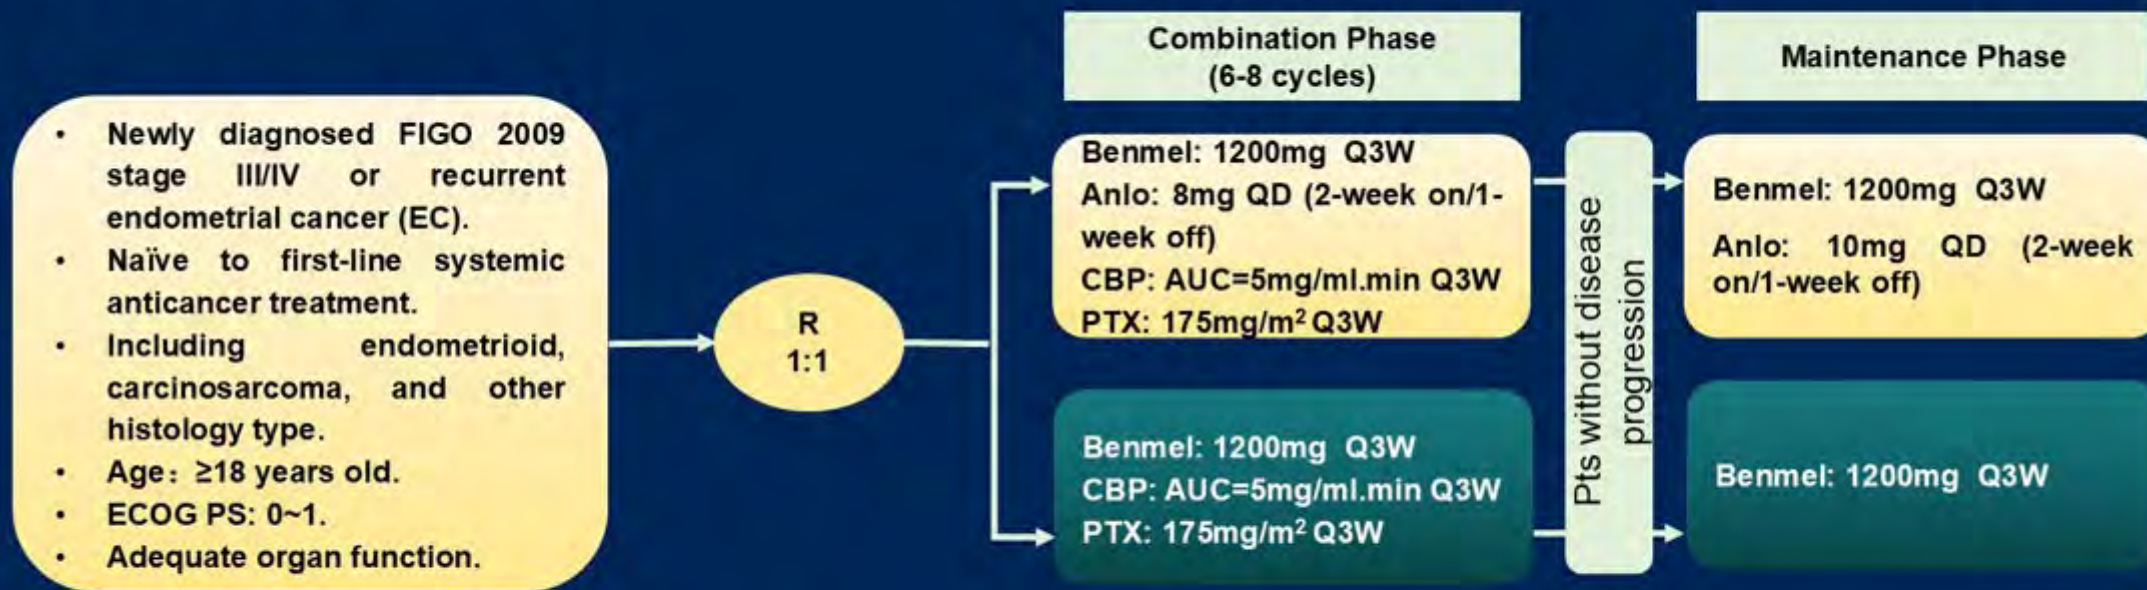 • Newly diagnosed FIGO 2009
stage III/IV or recurrent
endometrial cancer (EC).
• Naïve to first-line systemic
anticancer treatment.
• Including endometrioid,
carcinosarcoma, and other
histology type.
• Age: ≥18 years old.
• ECOG PS: 0~1.
• Adequate organ function.
R
1:1
Combination Phase
(6-8 cycles)
Benmel: 1200mg Q3W
Anlo: 8mg QD (2-week on/1-
week off)
CBP: AUC=5mg/ml.min Q3W
PTX: 175mg/m² Q3W
Benmel: 1200mg Q3W
CBP: AUC=5mg/ml.min Q3W
PTX: 175mg/m² Q3W
Pts without disease
progression
Maintenance Phase
Benmel: 1200mg Q3W
Anlo: 10mg QD (2-week
on/1-week off)
Benmel: 1200mg Q3W